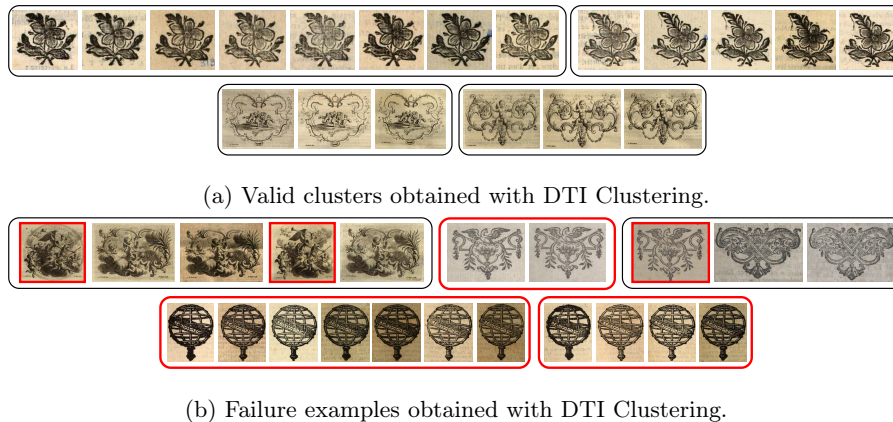 (a) Valid clusters obtained with DTI Clustering.
(b) Failure examples obtained with DTI Clustering.